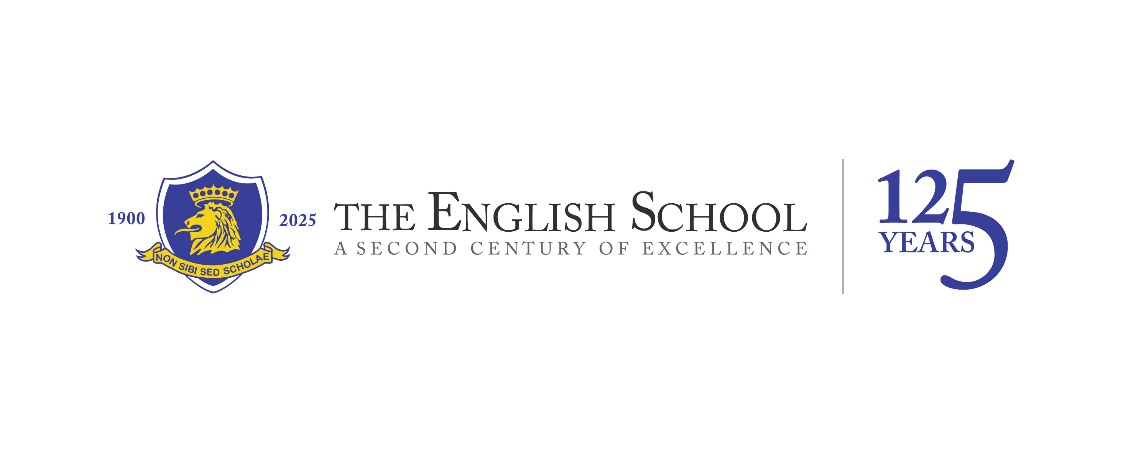 1900
2025
NON SIBI SED SCHOLAE
THE ENGLISH SCHOOL
A SECOND CENTURY OF EXCELLENCE
125
YEARS